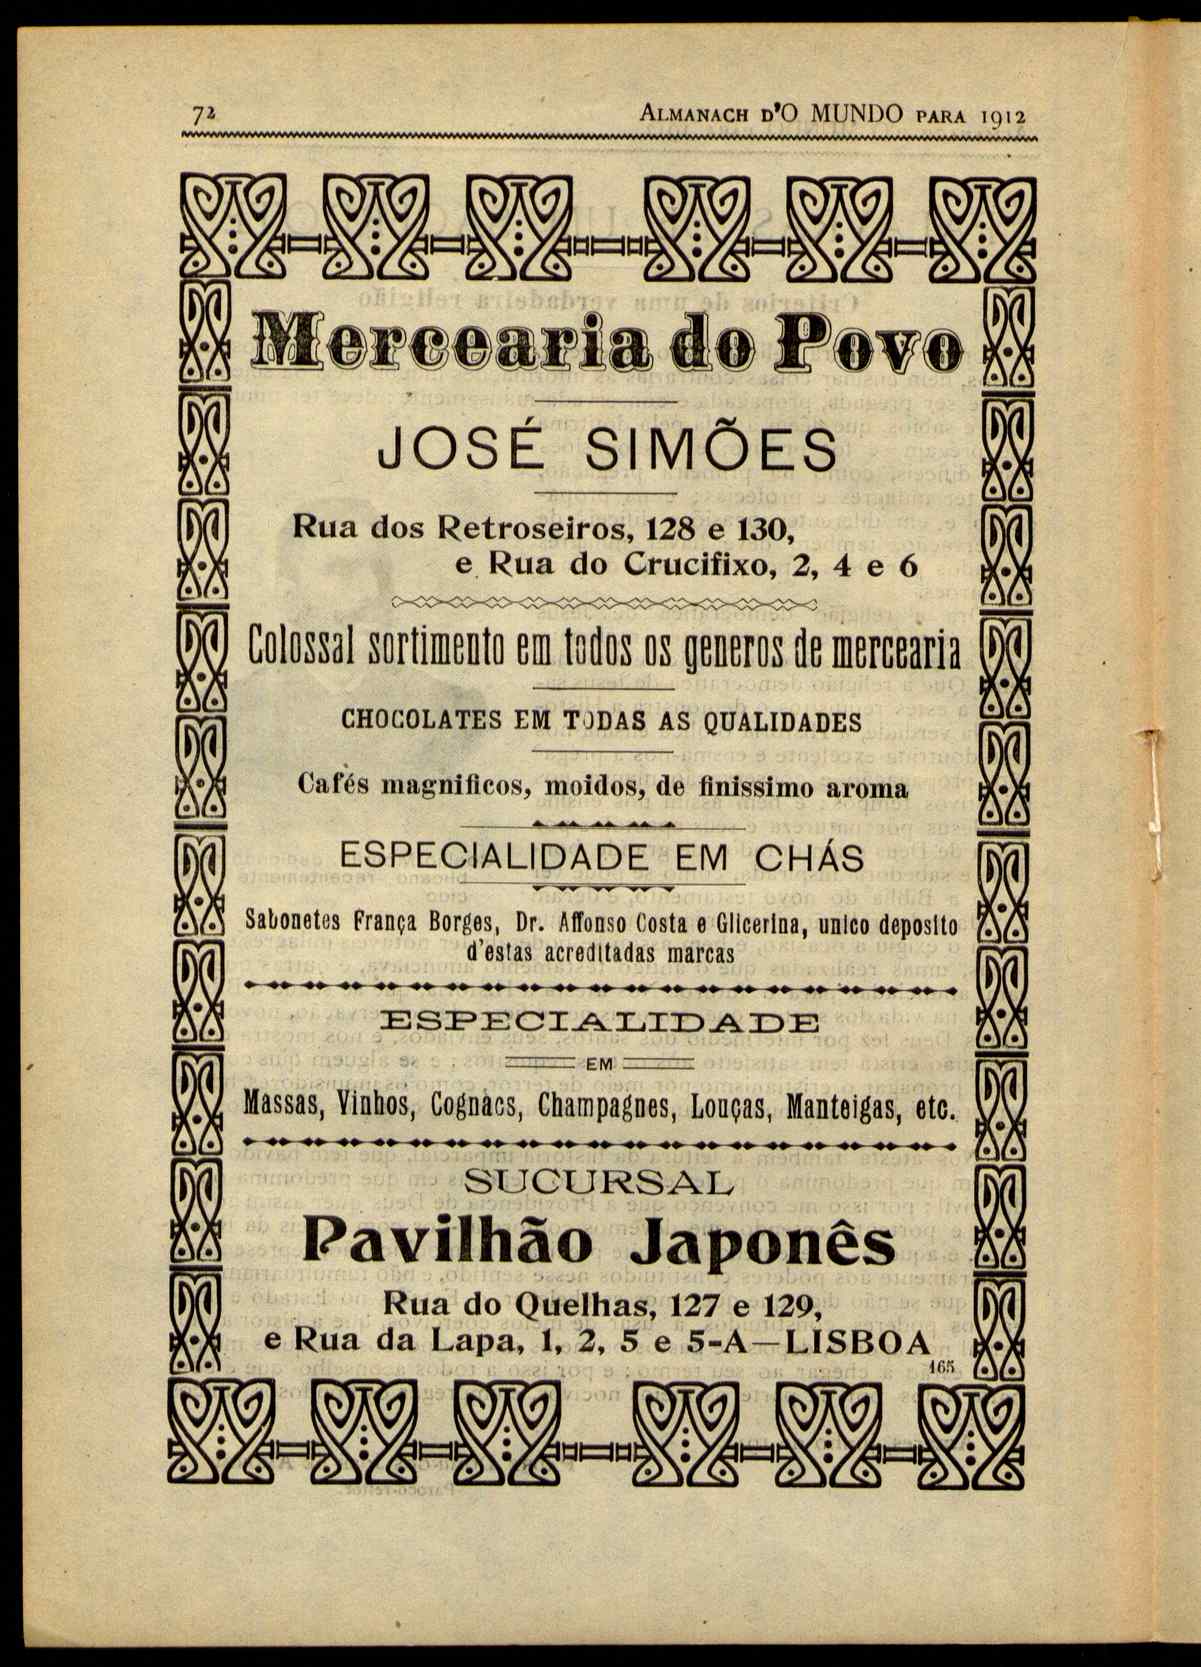 72
ALMANACH D'O MUNDO PARA 1912
Mercearia do Povo
JOSÉ SIMÕES
Rua dos Retroseiros, 128 e 130,
e Rua do Crucifixo, 2, 4 e 6
Colossal sortimento em todos os generos de mercearia
CHOCOLATES EM TODAS AS QUALIDADES
Cafés magnificos, moidos, de finissimo aroma
ESPECIALIDADE EM CHÁS
Sabonetes França Borges, Dr. Affonso Costa e Glicerina, unico deposito
d'estas acreditadas marcas
ESPECIALIDADE
EM
Massas, Vinhos, Cognacs, Champagnes, Louças, Manteigas, etc.
SUCURSAL
Pavilhão Japonês
Rua do Quelhas, 127 e 129,
e Rua da Lapa, 1, 2, 5 e 5-A—LISBOA
165